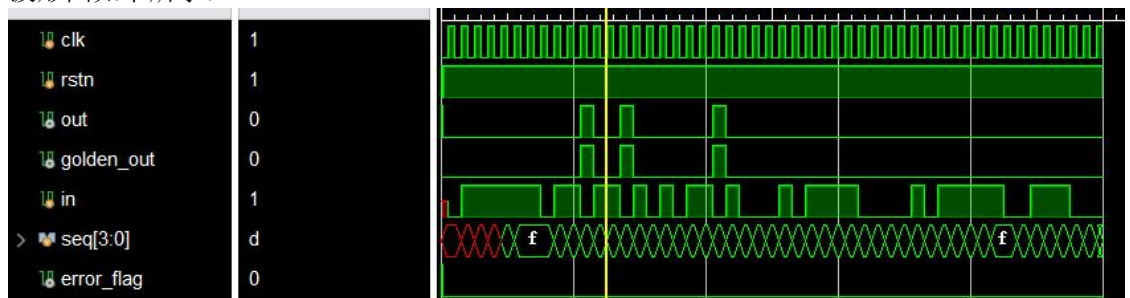 clk 1
rstn 1
out 0
golden_out 0
in 1
seq[3:0] d f f
error_flag 0